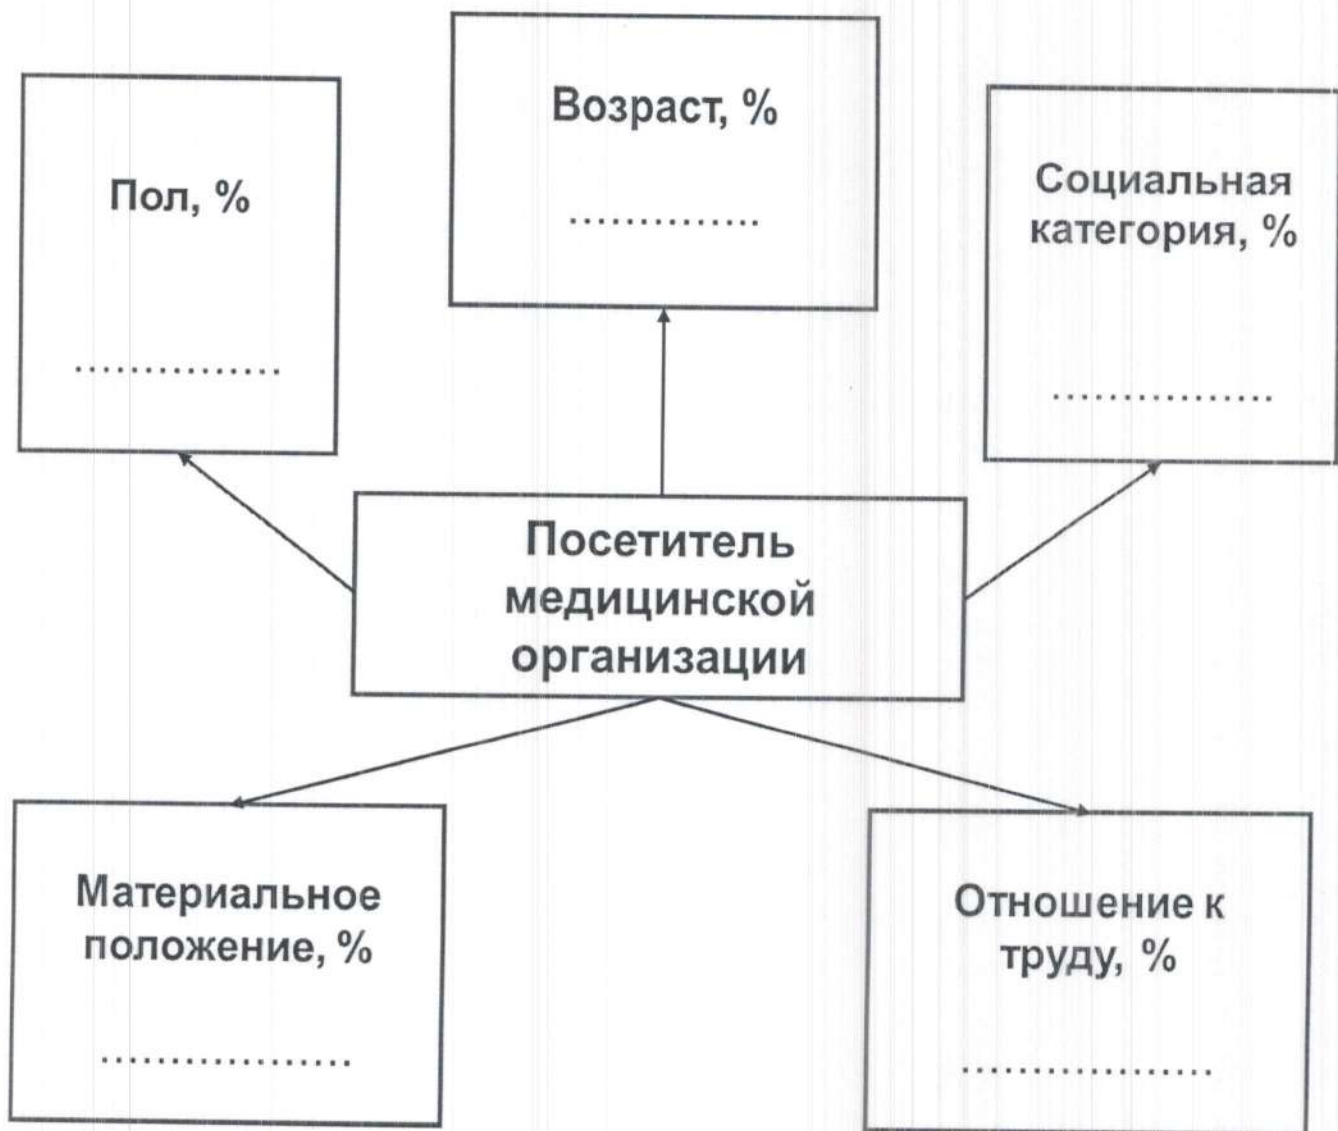 Возраст, %
..............
Пол, %
...............
Социальная
категория, %
................
Посетитель
медицинской
организации
Материальное
положение, %
..................
Отношение к
труду, %
..................